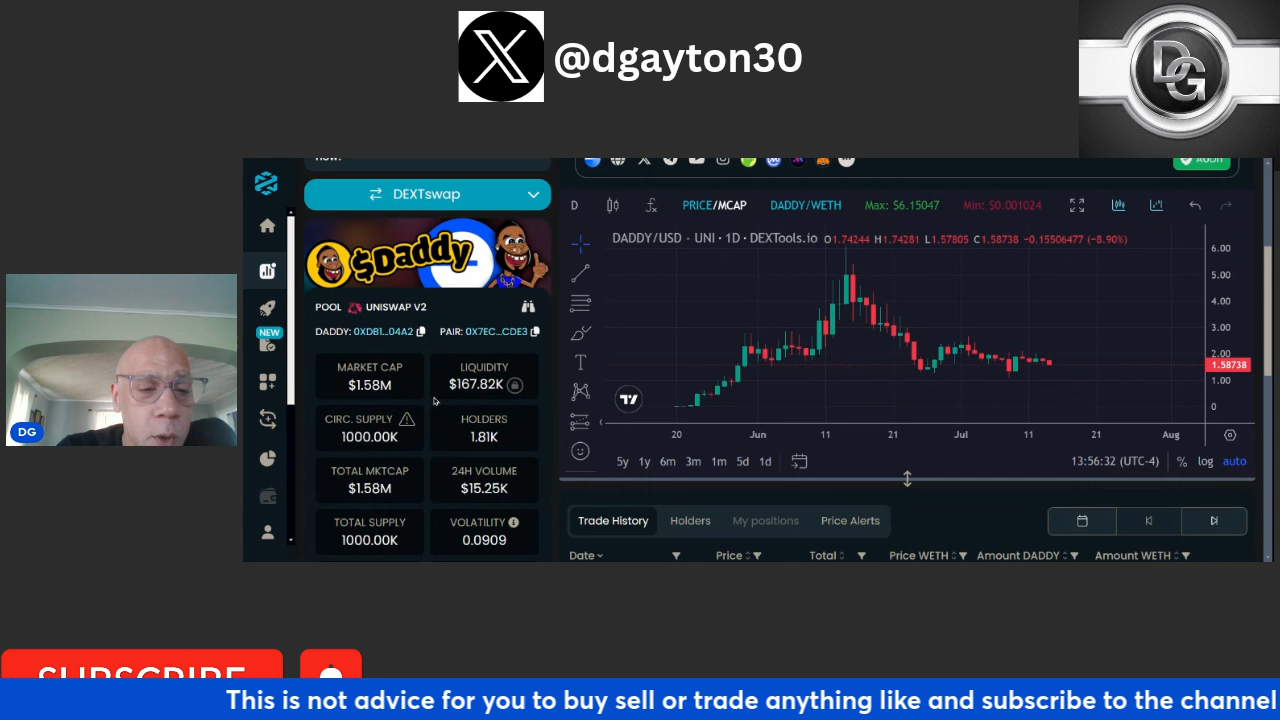 @dgayton30
DG
DEXTswap
$Daddy
POOL UNISWAP V2
DADDY: 0XDB1...04A2 PAIR: 0X7EC...CDE3
MARKET CAP LIQUIDITY
$1.58M $167.82K
CIRC. SUPPLY HOLDERS
1000.00K 1.81K
TOTAL MKTCAP 24H VOLUME
$1.58M $15.25K
TOTAL SUPPLY VOLATILITY
1000.00K 0.0909
NEW
D PRICE/MCAP DADDY/WETH Max: $6.15047 Min: $0.001024
DADDY/USD - UNI · 1D · DEXTools.io O1.74244 H1.74281 L1.57805 C1.58738 -0.15506477 (-8.90%)
6.00
5.00
4.00
3.00
2.00
1.58738
1.00
0
20 Jun 11 21 Jul 11 21 Aug
5y 1y 6m 3m 1m 5d 1d 13:56:32 (UTC-4) % log auto
Trade History Holders My positions Price Alerts
Date Price Total Price WETH Amount DADDY Amount WETH
DG
SUBSCRIBE
This is not advice for you to buy sell or trade anything like and subscribe to the channel